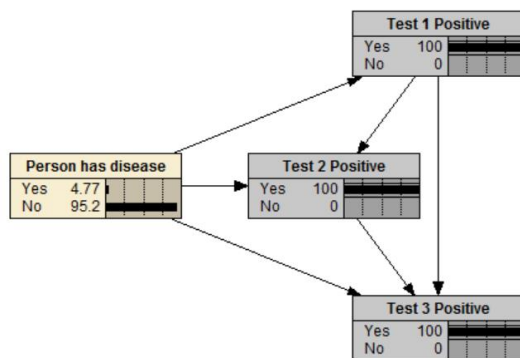 Test 1 Positive
Yes 100
No 0
Person has disease
Yes 4.77
No 95.2
Test 2 Positive
Yes 100
No 0
Test 3 Positive
Yes 100
No 0